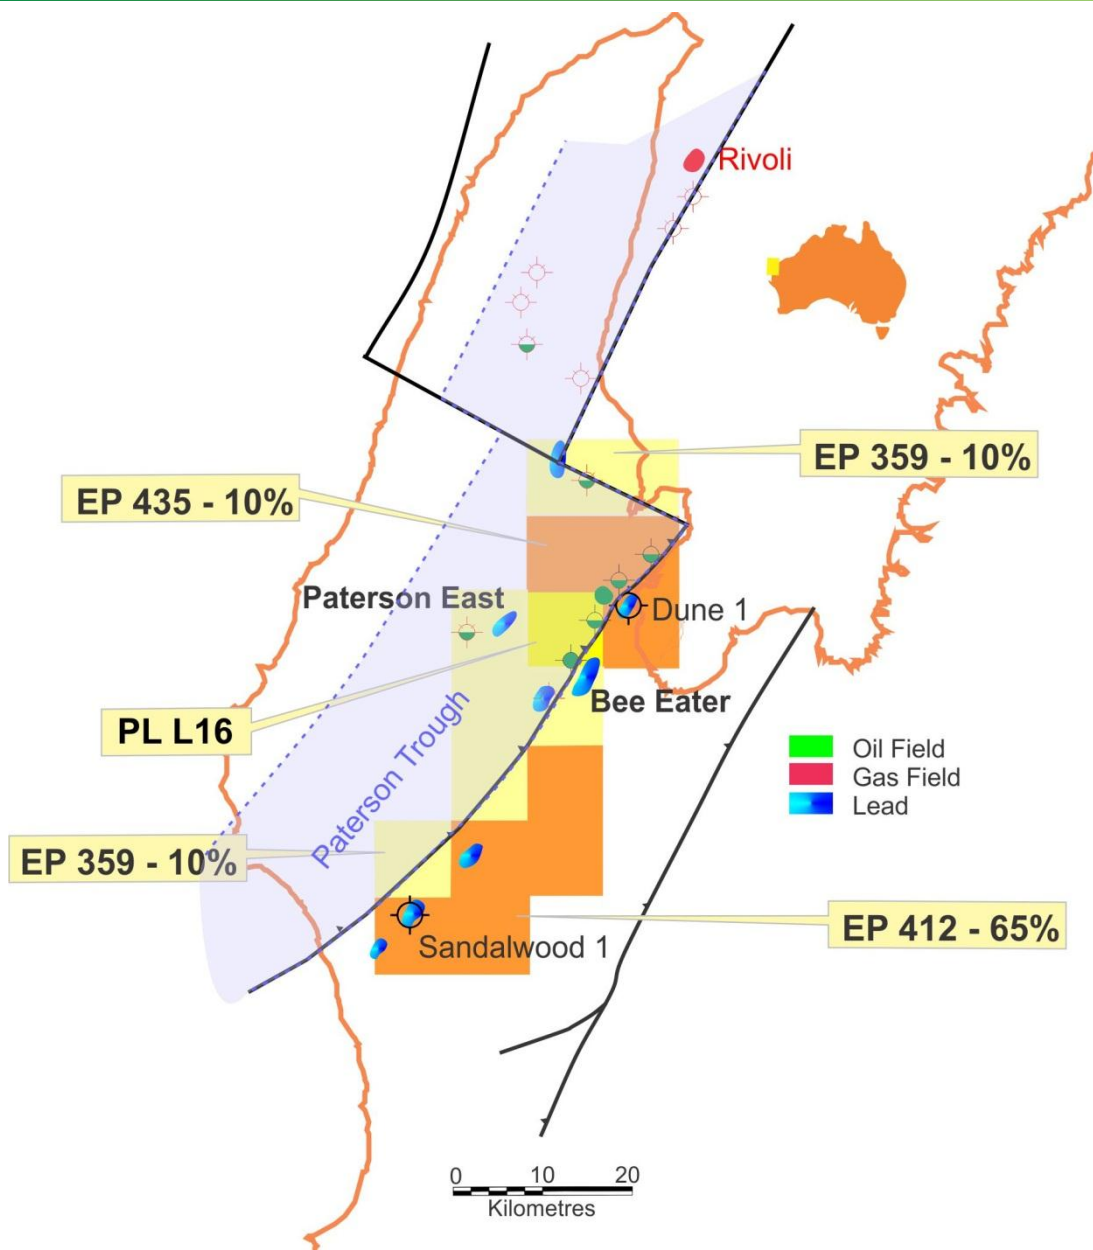 Rivoli
EP 359 - 10%
EP 435 - 10%
Paterson East
Dune 1
Bee Eater
PL L16
Paterson Trough
Oil Field
Gas Field
Lead
EP 359 - 10%
EP 412 - 65%
Sandalwood 1
0 10 20
Kilometres